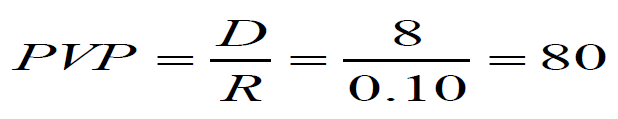 PVP = D/R = 8/0.10 = 80